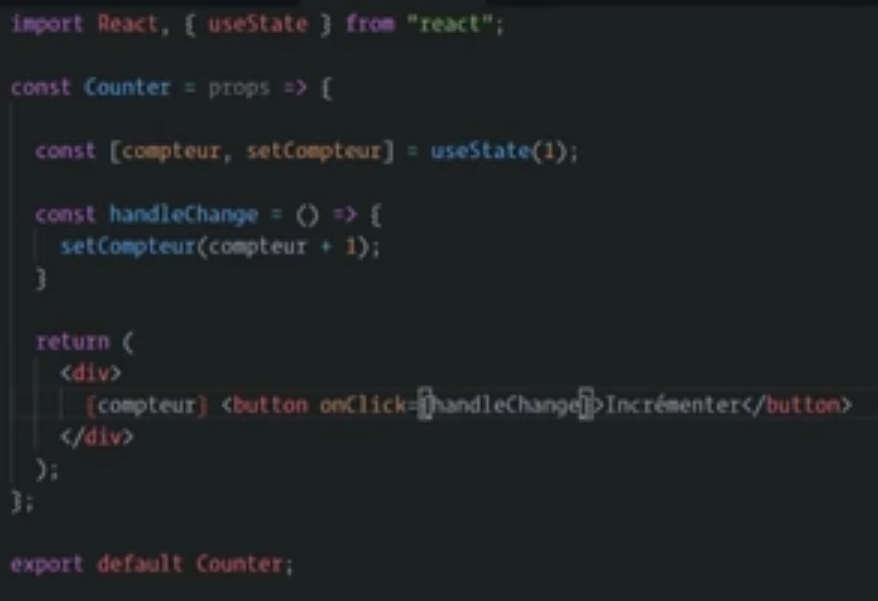 import React, { useState } from "react";
const Counter = props => {
const [compteur, setCompteur] = useState(1);
const handleChange = () => {
setCompteur(compteur + 1);
}
return (
<div>
{compteur} <button onClick={handleChange}>Incrémenter</button>
</div>
);
};
export default Counter;